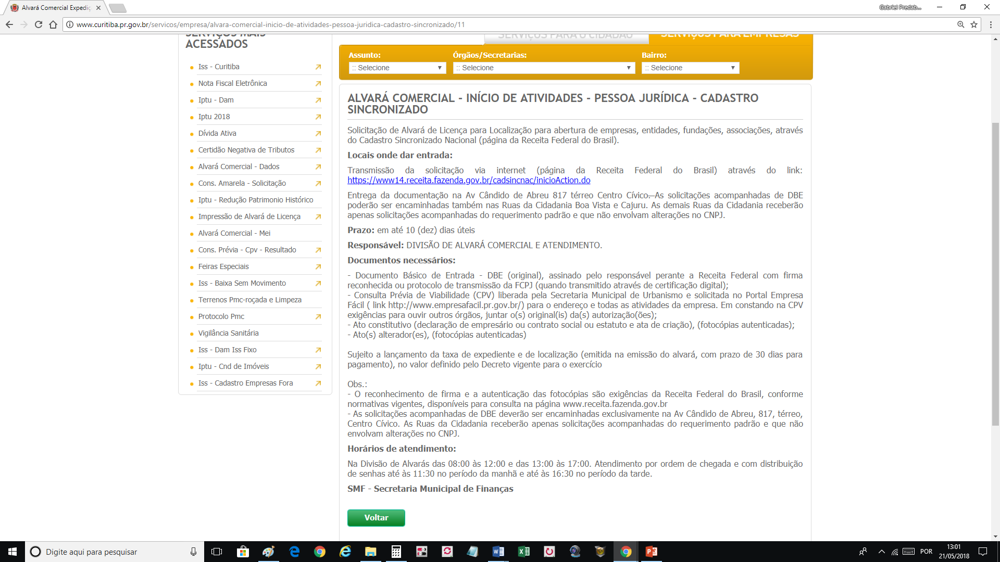 Alvará Comercial Expediç
Gabriel Predab...
www.curitiba.pr.gov.br/servicos/empresa/alvara-comercial-inicio-de-atividades-pessoa-juridica-cadastro-sincronizado/11
SERVIÇOS MAIS
ACESSADOS
Iss - Curitiba
Nota Fiscal Eletrônica
Iptu - Dam
Iptu 2018
Dívida Ativa
Certidão Negativa de Tributos
Alvará Comercial - Dados
Cons. Amarela - Solicitação
Iptu - Redução Patrimonio Histórico
Impressão de Alvará de Licença
Alvará Comercial - Mei
Cons. Prévia - Cpv - Resultado
Feiras Especiais
Iss - Baixa Sem Movimento
Terrenos Pmc-roçada e Limpeza
Protocolo Pmc
Vigilância Sanitária
Iss - Dam Iss Fixo
Iptu - Cnd de Imóveis
Iss - Cadastro Empresas Fora
SERVIÇOS PARA O CIDADÃO
SERVIÇOS PARA EMPRESAS
Assunto: Órgãos/Secretarias: Bairro:
:: Selecione :: Selecione :: Selecione
ALVARÁ COMERCIAL - INÍCIO DE ATIVIDADES - PESSOA JURÍDICA - CADASTRO
SINCRONIZADO
Solicitação de Alvará de Licença para Localização para abertura de empresas, entidades, fundações, associações, através
do Cadastro Sincronizado Nacional (página da Receita Federal do Brasil).
Locais onde dar entrada:
Transmissão da solicitação via internet (página da Receita Federal do Brasil) através do link:
https://www14.receita.fazenda.gov.br/cadsincnac/inicioAction.do
Entrega da documentação na Av Cândido de Abreu 817 térreo Centro Cívico. As solicitações acompanhadas de DBE
poderão ser encaminhadas também nas Ruas da Cidadania Boa Vista e Cajuru. As demais Ruas da Cidadania receberão
apenas solicitações acompanhadas do requerimento padrão e que não envolvam alterações no CNPJ.
Prazo: em até 10 (dez) dias úteis
Responsável: DIVISÃO DE ALVARÁ COMERCIAL E ATENDIMENTO.
Documentos necessários:
- Documento Básico de Entrada - DBE (original), assinado pelo responsável perante a Receita Federal com firma
reconhecida ou protocolo de transmissão da FCPJ (quando transmitido através de certificação digital);
- Consulta Prévia de Viabilidade (CPV) liberada pela Secretaria Municipal de Urbanismo e solicitada no Portal Empresa
Fácil ( link http://www.empresafacil.pr.gov.br/) para o endereço e todas as atividades da empresa. Em constando na CPV
exigências para ouvir outros órgãos, juntar o(s) original(is) da(s) autorização(ões);
- Ato constitutivo (declaração de empresário ou contrato social ou estatuto e ata de criação), (fotocópias autenticadas);
- Ato(s) alterador(es), (fotocópias autenticadas)
Sujeito a lançamento da taxa de expediente e de localização (emitida na emissão do alvará, com prazo de 30 dias para
pagamento), no valor definido pelo Decreto vigente para o exercício
Obs.:
- O reconhecimento de firma e a autenticação das fotocópias são exigências da Receita Federal do Brasil, conforme
normativas vigentes, disponíveis para consulta na página www.receita.fazenda.gov.br
- As solicitações acompanhadas de DBE deverão ser encaminhadas exclusivamente na Av Cândido de Abreu, 817, térreo,
Centro Cívico. As Ruas da Cidadania receberão apenas solicitações acompanhadas do requerimento padrão e que não
envolvam alterações no CNPJ.
Horários de atendimento:
Na Divisão de Alvarás das 08:00 às 12:00 e das 13:00 às 17:00. Atendimento por ordem de chegada e com distribuição
de senhas até às 11:30 no período da manhã e até às 16:30 no período da tarde.
SMF - Secretaria Municipal de Finanças
Voltar
Digite aqui para pesquisar
POR
13:01
21/05/2018